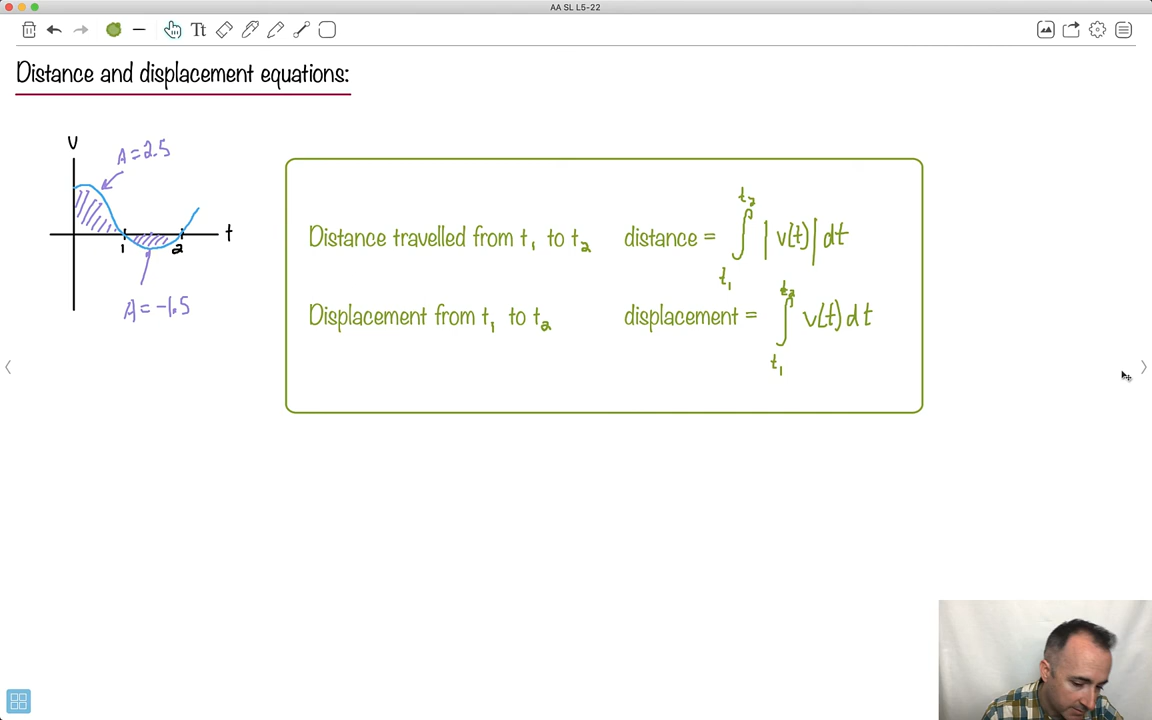 AA SL L5-22
Tt
Distance and displacement equations:
V
A = 2.5
t
1
2
A = -1.5
Distance travelled from t₁ to t₂ distance = ∫ t₁ t₂ |v(t)| dt
Displacement from t₁ to t₂ displacement = ∫ t₁ t₂ v(t) dt